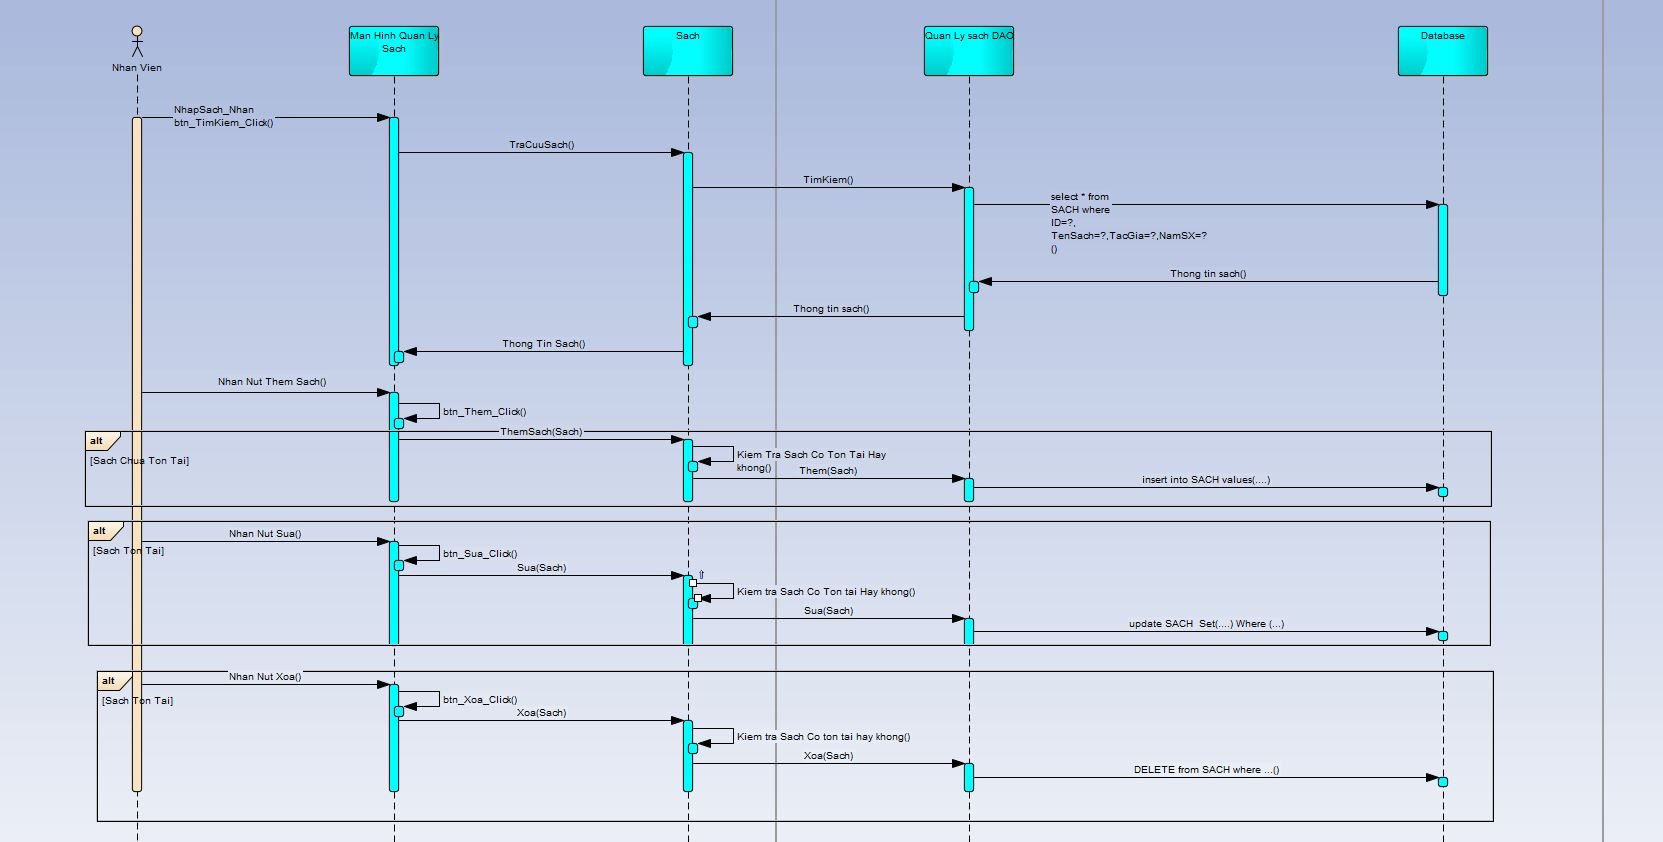 Nhan Vien
Man Hinh Quan Ly
Sach
Sach
Quan Ly sach DAO
Database
NhapSach_Nhan
btn_TimKiem_Click()
TraCuuSach()
TimKiem()
select * from
SACH where
ID=?,
TenSach=?,TacGia=?,NamSX=?
()
Thong tin sach()
Thong tin sach()
Thong Tin Sach()
Nhan Nut Them Sach()
btn_Them_Click()
alt
[Sach Chua Ton Tai]
ThemSach(Sach)
Kiem Tra Sach Co Ton Tai Hay
khong()
Them(Sach)
insert into SACH values(....)
alt
[Sach Ton Tai]
Nhan Nut Sua()
btn_Sua_Click()
Sua(Sach)
Kiem tra Sach Co Ton tai Hay khong()
Sua(Sach)
update SACH  Set(....) Where (...)
alt
[Sach Ton Tai]
Nhan Nut Xoa()
btn_Xoa_Click()
Xoa(Sach)
Kiem tra Sach Co ton tai hay khong()
Xoa(Sach)
DELETE from SACH where ...()